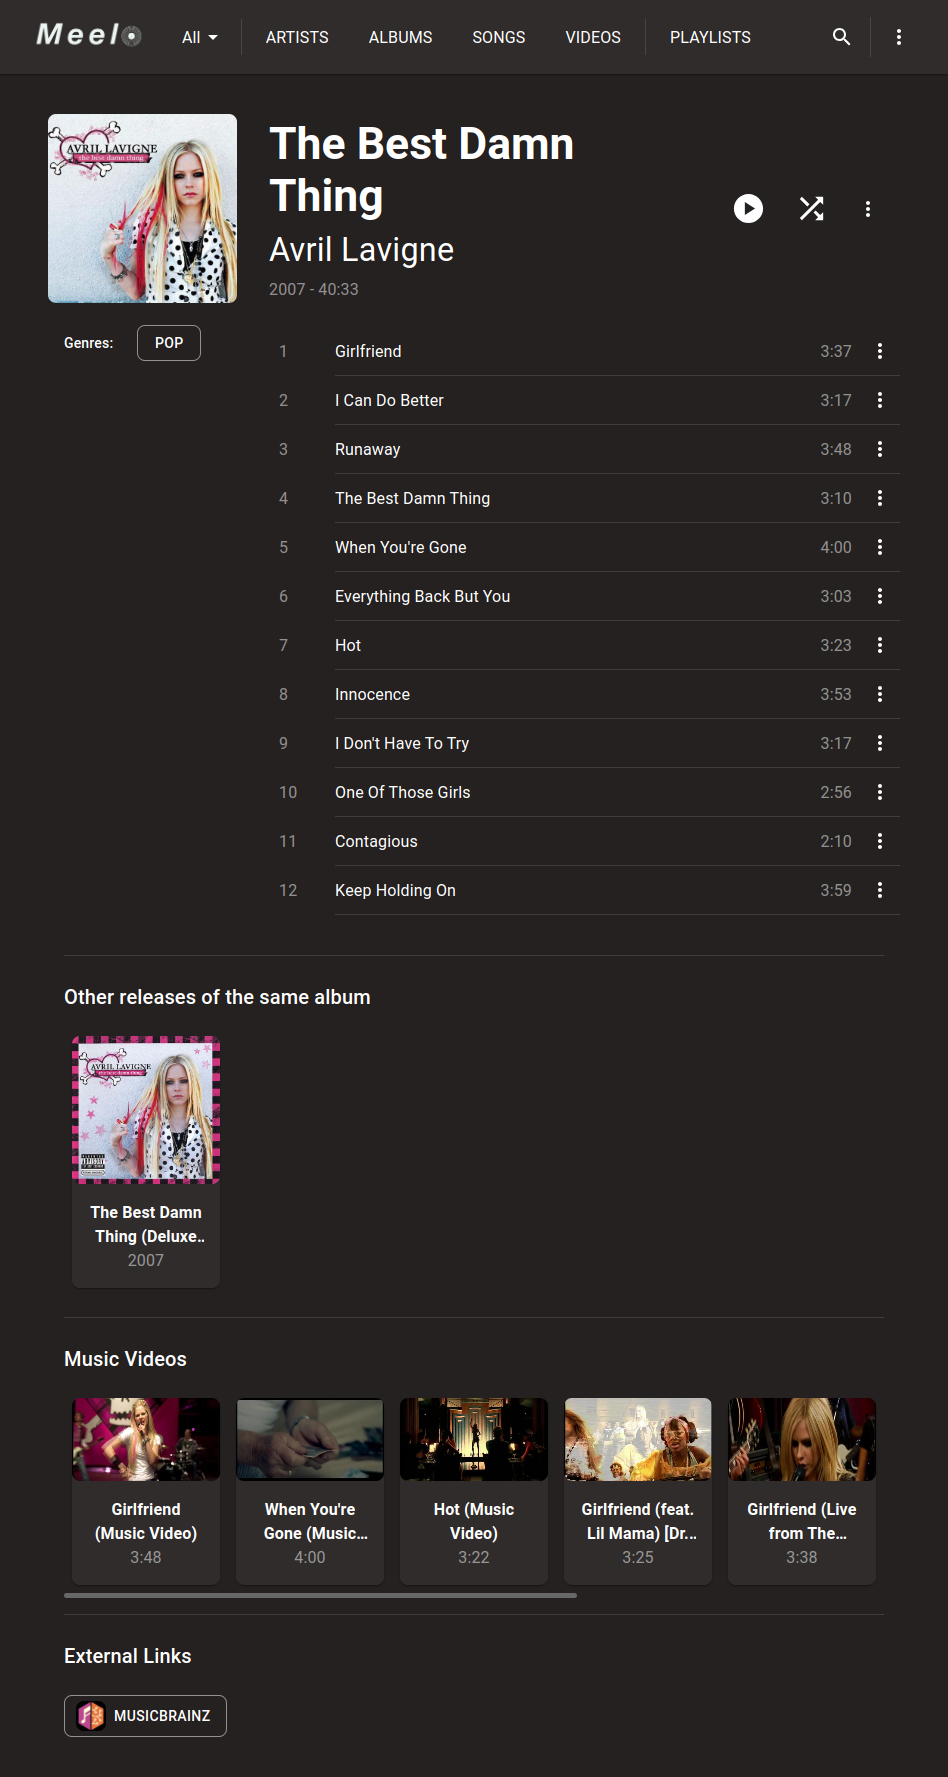 Meelo
All
ARTISTS
ALBUMS
SONGS
VIDEOS
PLAYLISTS
AVRIL LAVIGNE
the best damn thing
The Best Damn
Thing
Avril Lavigne
2007 - 40:33
Genres:
POP
1 Girlfriend 3:37
2 I Can Do Better 3:17
3 Runaway 3:48
4 The Best Damn Thing 3:10
5 When You're Gone 4:00
6 Everything Back But You 3:03
7 Hot 3:23
8 Innocence 3:53
9 I Don't Have To Try 3:17
10 One Of Those Girls 2:56
11 Contagious 2:10
12 Keep Holding On 3:59
Other releases of the same album
AVRIL LAVIGNE
the best damn thing
The Best Damn
Thing (Deluxe..
2007
Music Videos
Girlfriend
(Music Video)
3:48
When You're
Gone (Music...
4:00
Hot (Music
Video)
3:22
Girlfriend (feat.
Lil Mama) [Dr...
3:25
Girlfriend (Live
from The...
3:38
External Links
MUSICBRAINZ